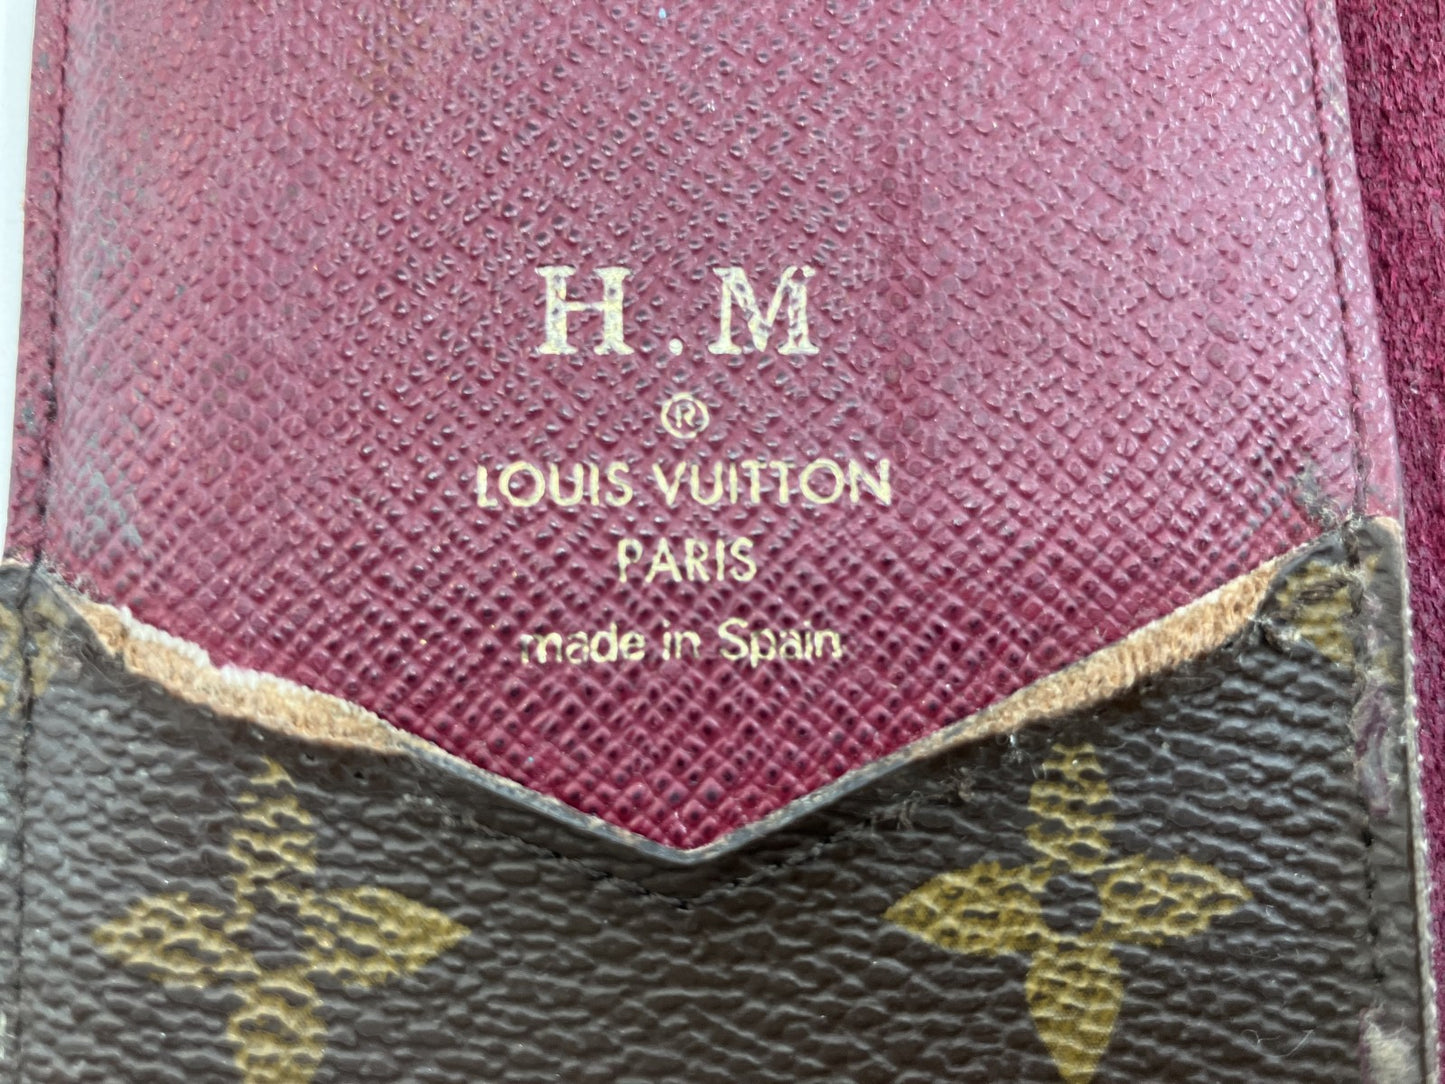 H.M
®
LOUIS VUITTON
PARIS
made in Spain